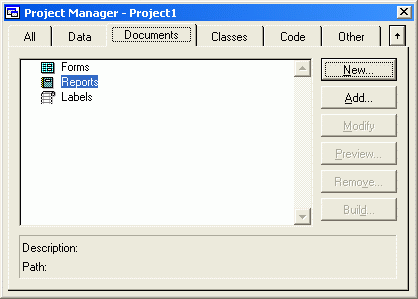 Project Manager - Project1
All Data Documents Classes Code Other
Forms
Reports
Labels
New...
Add...
Modify
Preview...
Remove...
Build...
Description:
Path: